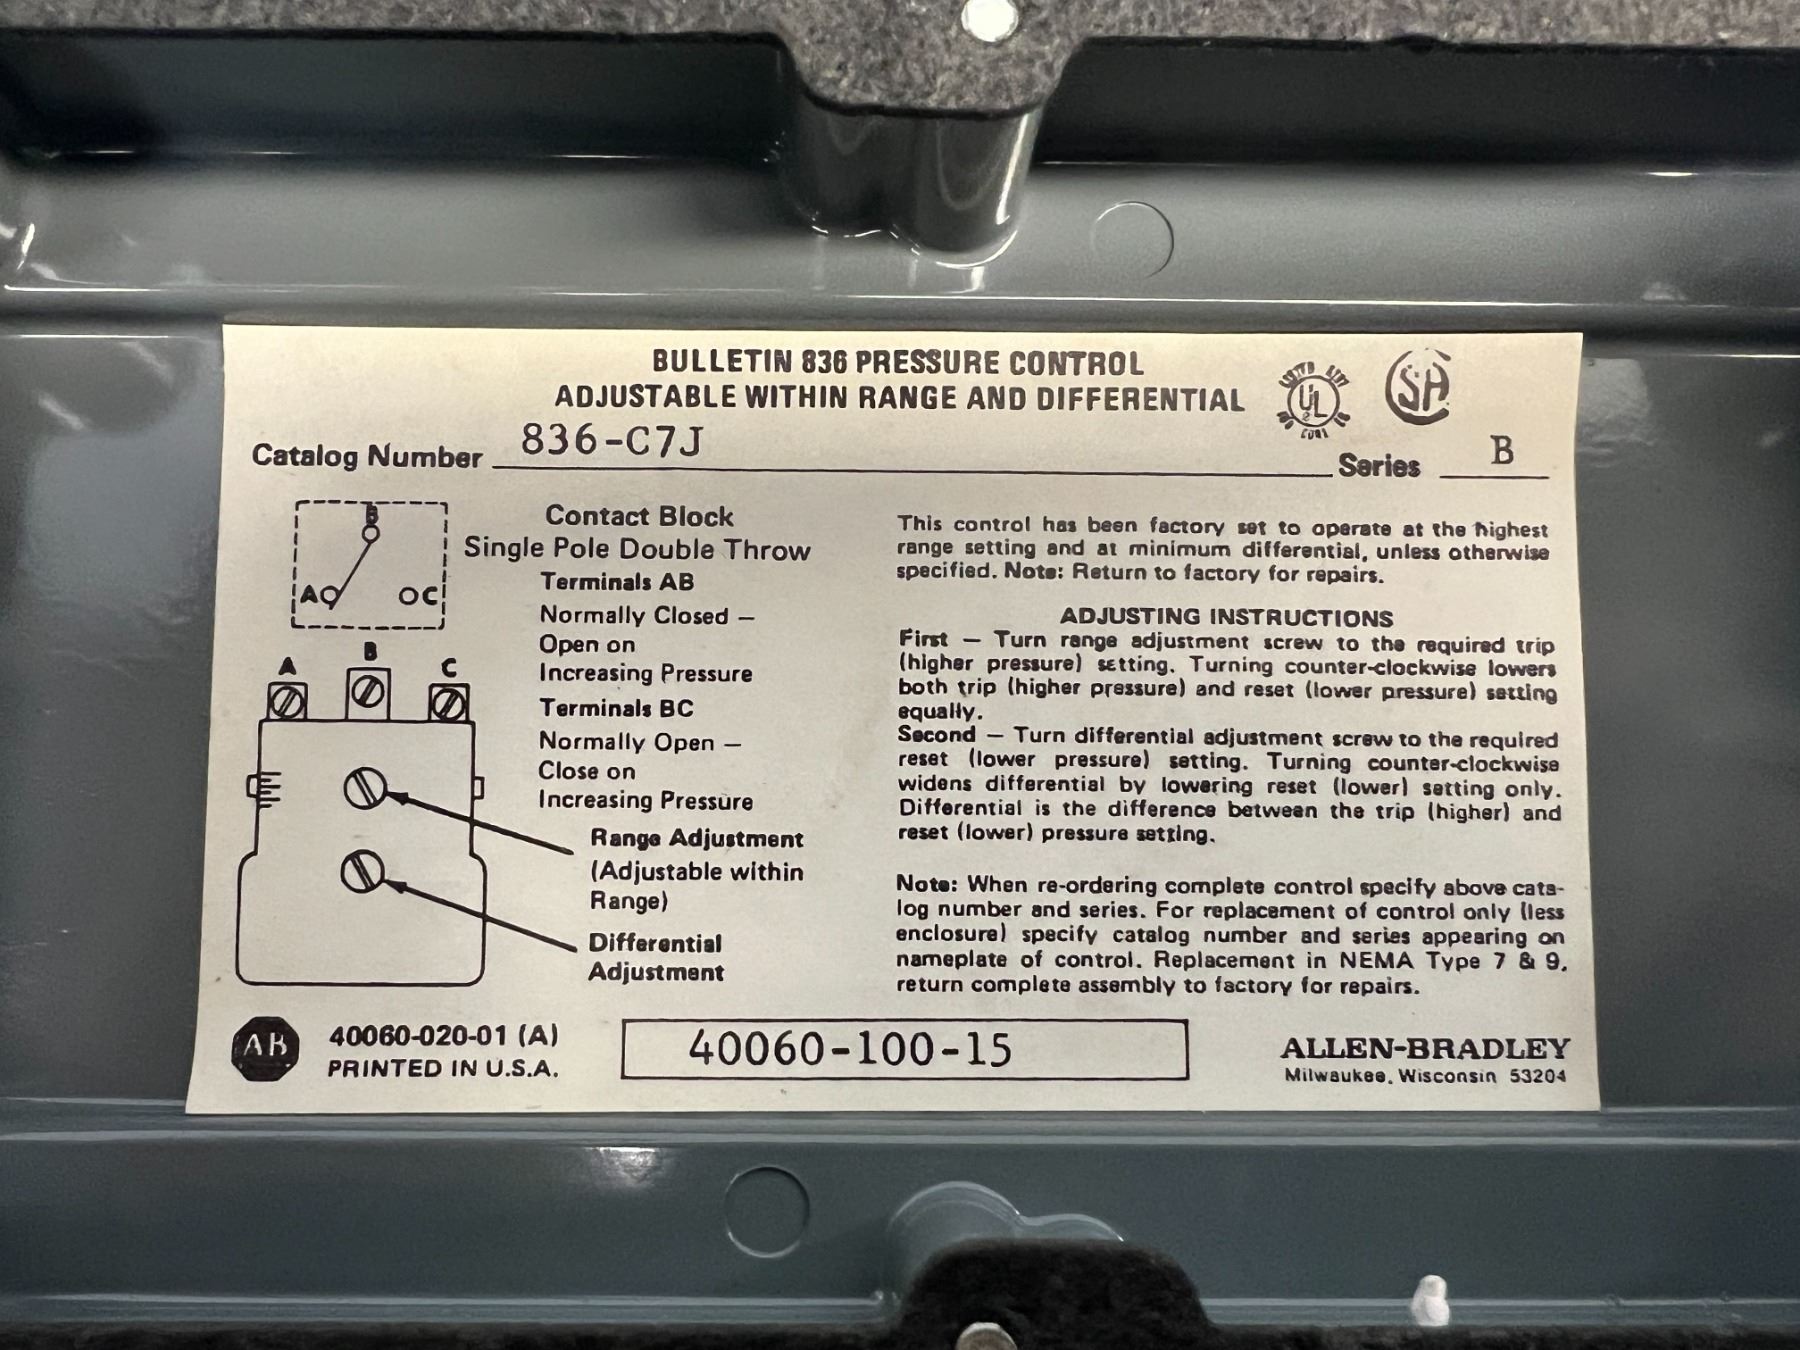 BULLETIN 836 PRESSURE CONTROL
ADJUSTABLE WITHIN RANGE AND DIFFERENTIAL
UL
SA
Catalog Number 836-C7J
Series B
B
A
C
A
B
C
Contact Block
Single Pole Double Throw
Terminals AB
Normally Closed –
Open on
Increasing Pressure
Terminals BC
Normally Open –
Close on
Increasing Pressure
Range Adjustment
(Adjustable within
Range)
Differential
Adjustment
This control has been factory set to operate at the highest
range setting and at minimum differential, unless otherwise
specified. Note: Return to factory for repairs.
ADJUSTING INSTRUCTIONS
First – Turn range adjustment screw to the required trip
(higher pressure) setting. Turning counter-clockwise lowers
both trip (higher pressure) and reset (lower pressure) setting
equally.
Second – Turn differential adjustment screw to the required
reset (lower pressure) setting. Turning counter-clockwise
widens differential by lowering reset (lower) setting only.
Differential is the difference between the trip (higher) and
reset (lower) pressure setting.
Note: When re-ordering complete control specify above cata-
log number and series. For replacement of control only (less
enclosure) specify catalog number and series appearing on
nameplate of control. Replacement in NEMA Type 7 & 9,
return complete assembly to factory for repairs.
AB
40060-020-01 (A)
PRINTED IN U.S.A.
40060-100-15
ALLEN-BRADLEY
Milwaukee, Wisconsin 53204